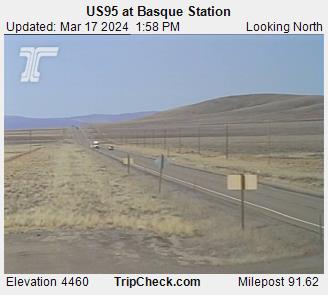 US95 at Basque Station
Updated: Mar 17 2024 1:58 PM Looking North
Elevation 4460 TripCheck.com Milepost 91.62